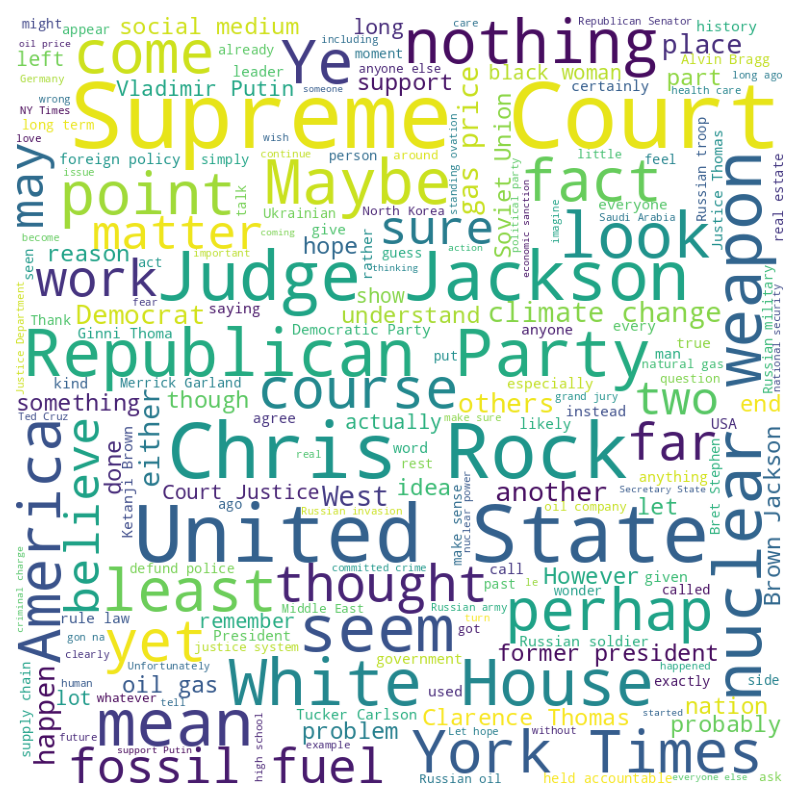 might appear social medium long Republican Senator care history
oil price come Ye including nothing place Alvin Bragg
left already moment anyone else black woman part long ago
Germany Vladimir Putin leader someone support certainly health care
wrong Supreme Court
NY Times
long term
love
foreign policy simply wish person continue around gas price standing ovation Soviet Union little feel Russian troop Justice Thomas real estate
may issue point talk Maybe fact
political party economic sanction
Ukrainian North Korea everyone
become matter give sure imagine Saudi Arabia look weapon
seen reason act coming hope rather guess action
important thinking
work Judge Jackson
Justice Department fear show climate change Russian military national security
Thank Democrat saying understand anyone every true
Ginni Thoma Democratic Party man natural gas
Republican Party
put question
kind Merrick Garland especially
something though course others grand jury two end
Ted Cruz agree actually make sure likely instead USA
America believe done either Chris Rock far
Ketanji Brown real word rest anything nuclear Brown Jackson
Court Justice West idea another Secretary State let Bret Stephen
ago Russian invasion make sense nuclear power oil company
United State
criminal charge defund police committed crime call However given
least thought past le wonder called
Middle East Russian army perhap
rule law yet remember turn
gon na President seem got Russian soldier happened
clearly justice system government former president
Unfortunately White House exactly side
supply chain happen lot oil gas used nation
human whatever tell Tucker Carlson Clarence Thomas started probably
mean problem Let hope without
future support Putin high school example York Times
fossil fuel Russian oil held accountable everyone else ask